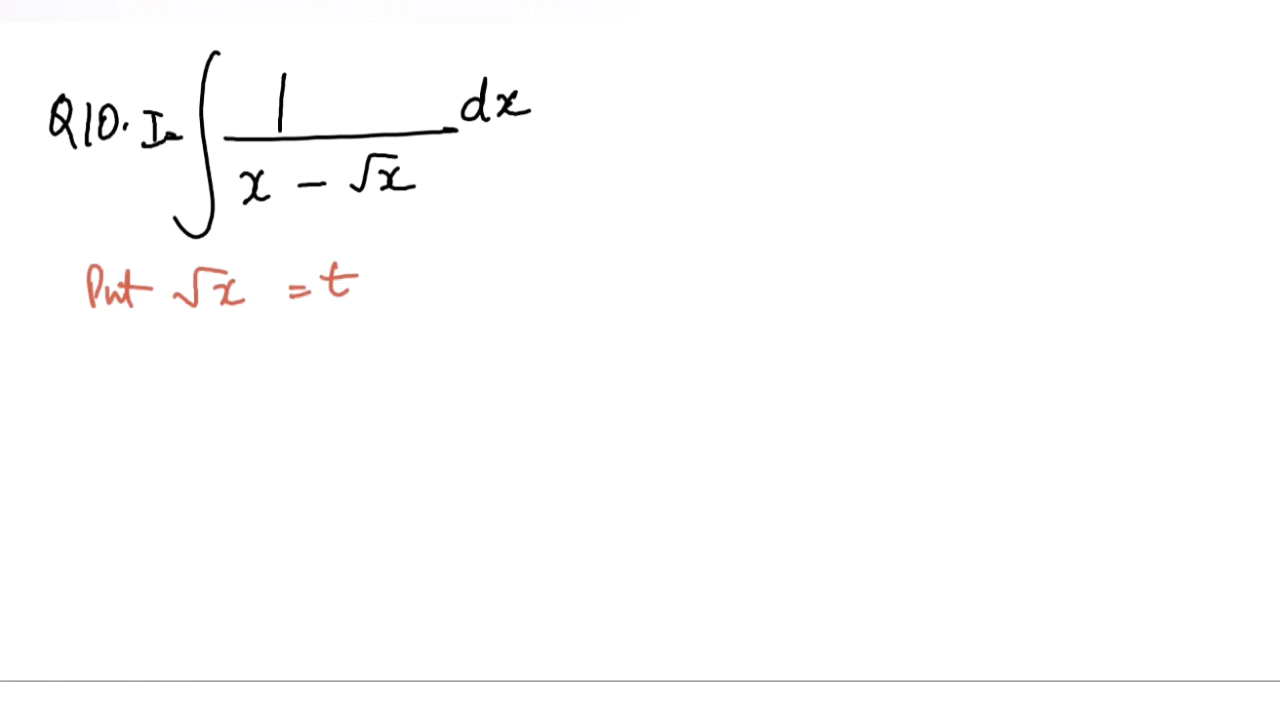 Q10. I = ∫ 1 / (x - √x) dx
Put √x = t